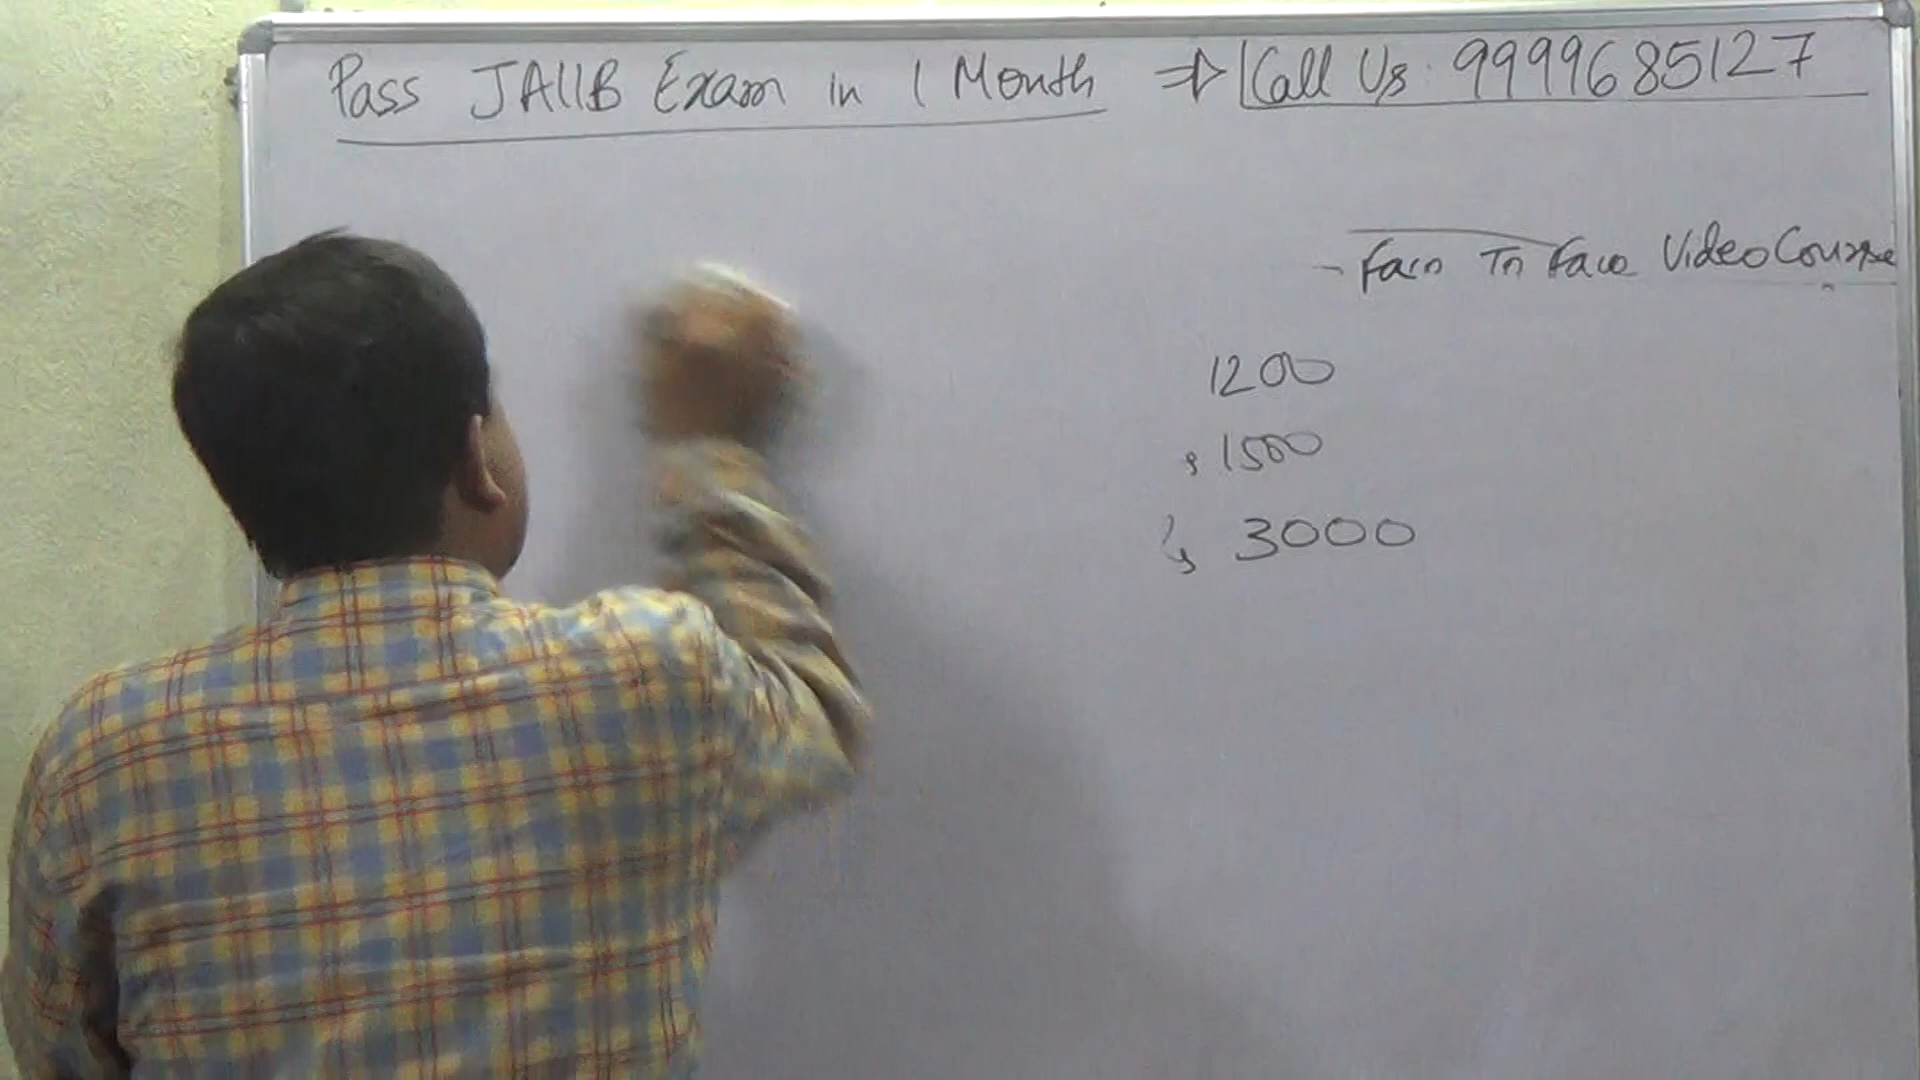 Pass JAIIB Exam in 1 Month ⇒ Call Us: 9999685127
- Face To Face Video Course
1200
1500
3000